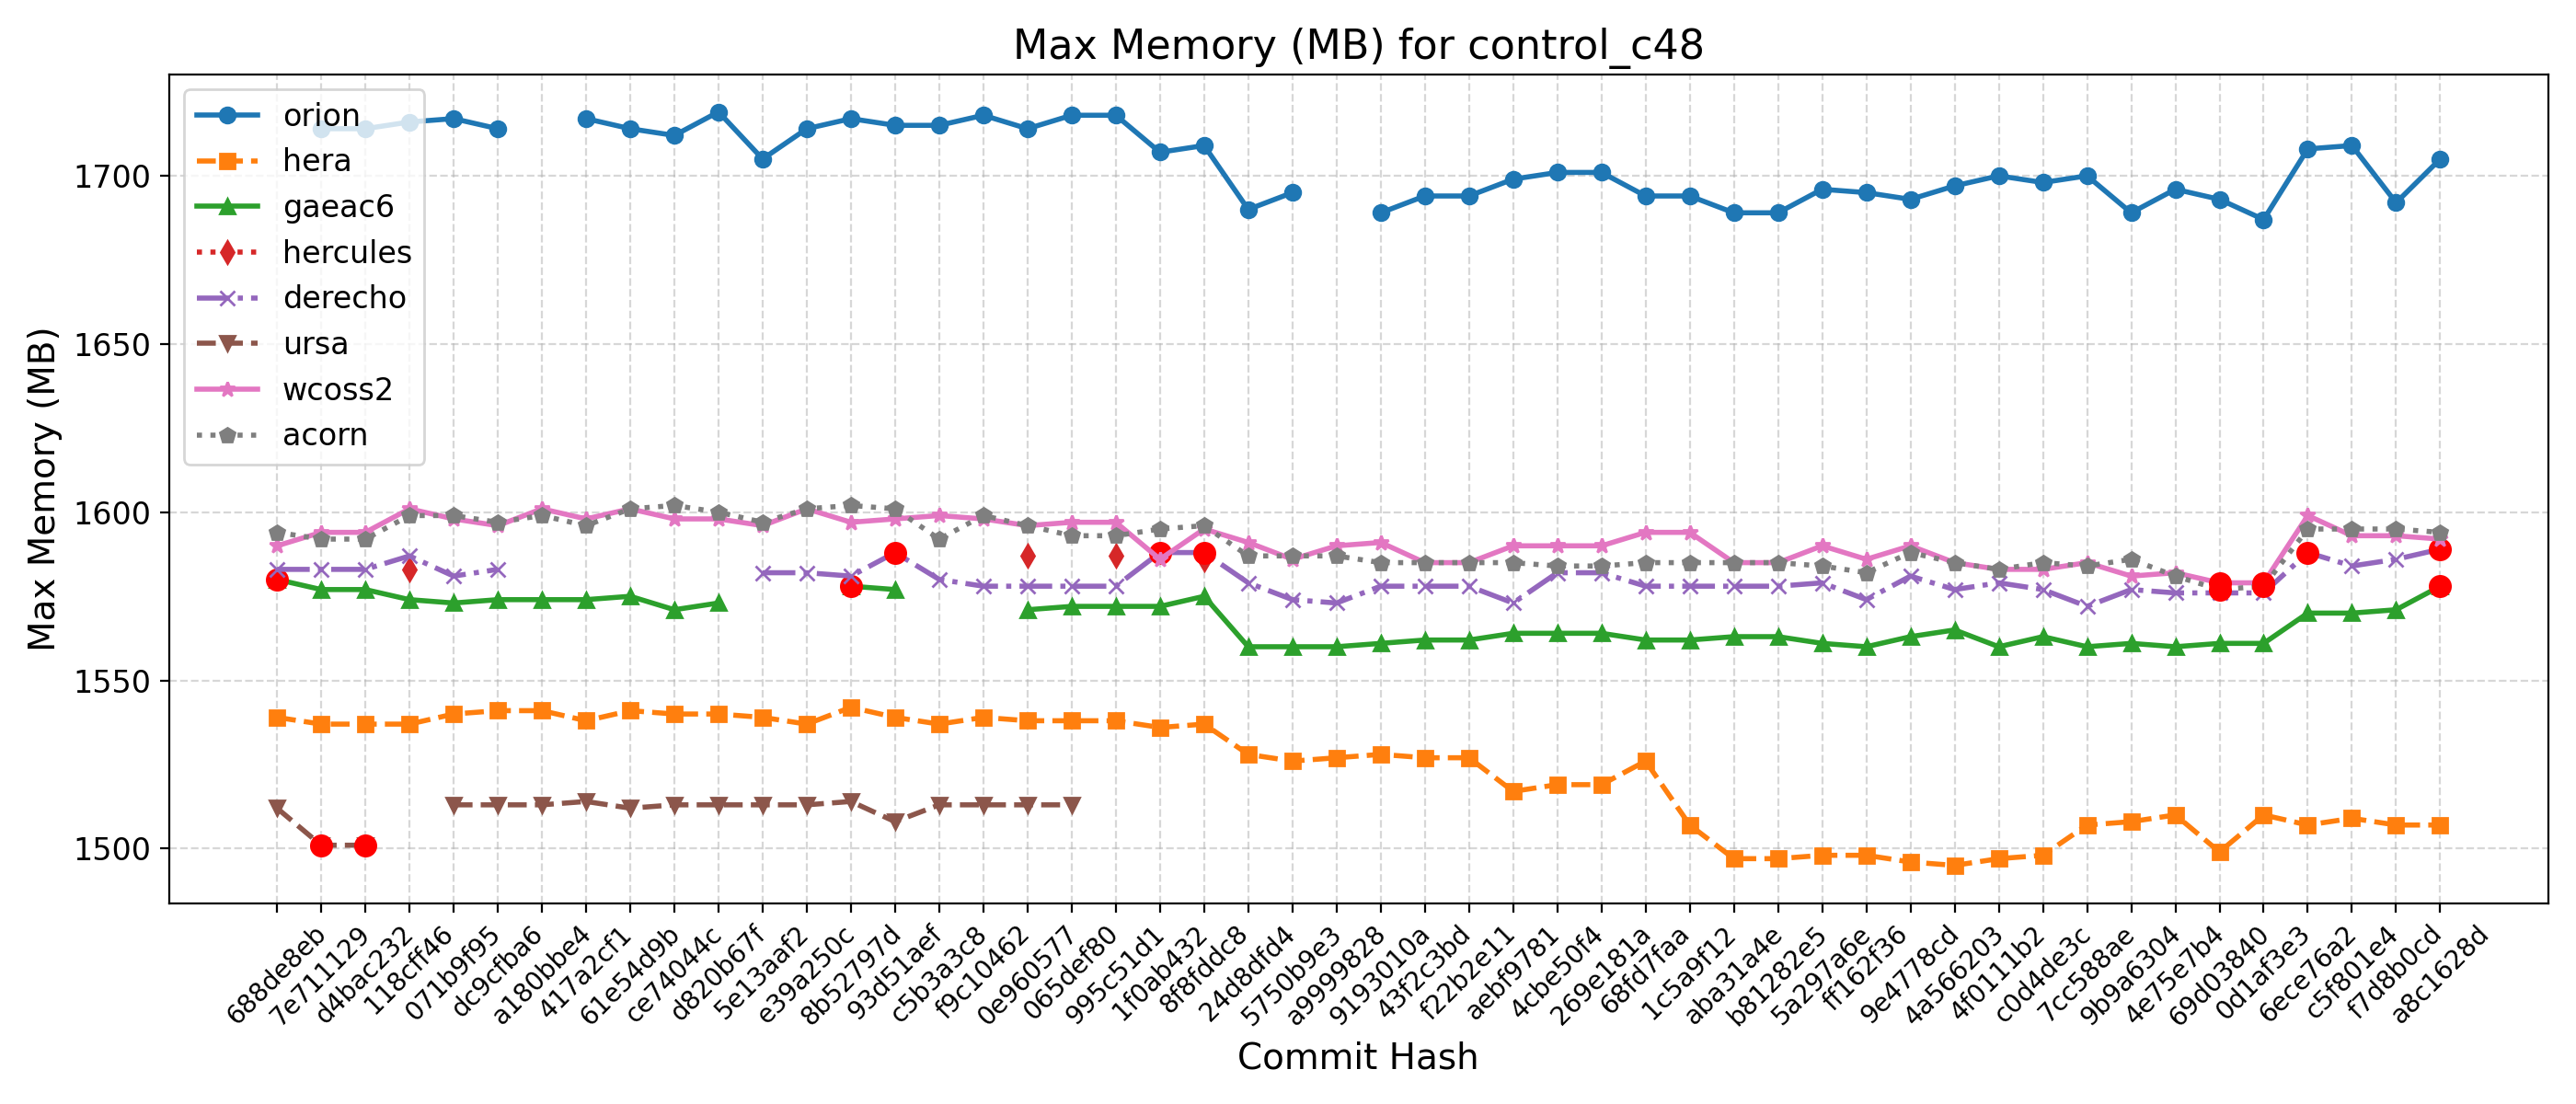 Max Memory (MB) for control_c48
Max Memory (MB)
1700
1650
1600
1550
1500
orion
hera
gaeac6
hercules
derecho
ursa
wcoss2
acorn
688de8eb
7e711129
d4bac232
118cff46
071b9f95
dc9cfba6
a180bbe4
417a2cf1
61e54d9b
ce74044c
d820b67f
5e13aaf2
e39a250c
8b52797d
93d51aef
c5b3a3c8
f9c10462
0e960577
065def80
995c51d1
1f0ab432
8f8fddc8
24d8dfd4
5750b9e3
a9999828
9193010a
43f2c3bd
f22b2e11
aebf9781
4cbe50f4
269e181a
68fd7faa
1c5a9f12
aba31a4e
b81282e5
5a297a6e
ff162f36
9e4778cd
4a566203
4f0111b2
c0d4de3c
7cc588ae
9b9a6304
4e75e7b4
69d03840
0d1af3e3
6ece76a2
c5f801e4
f7d8b0cd
a8c1628d
Commit Hash